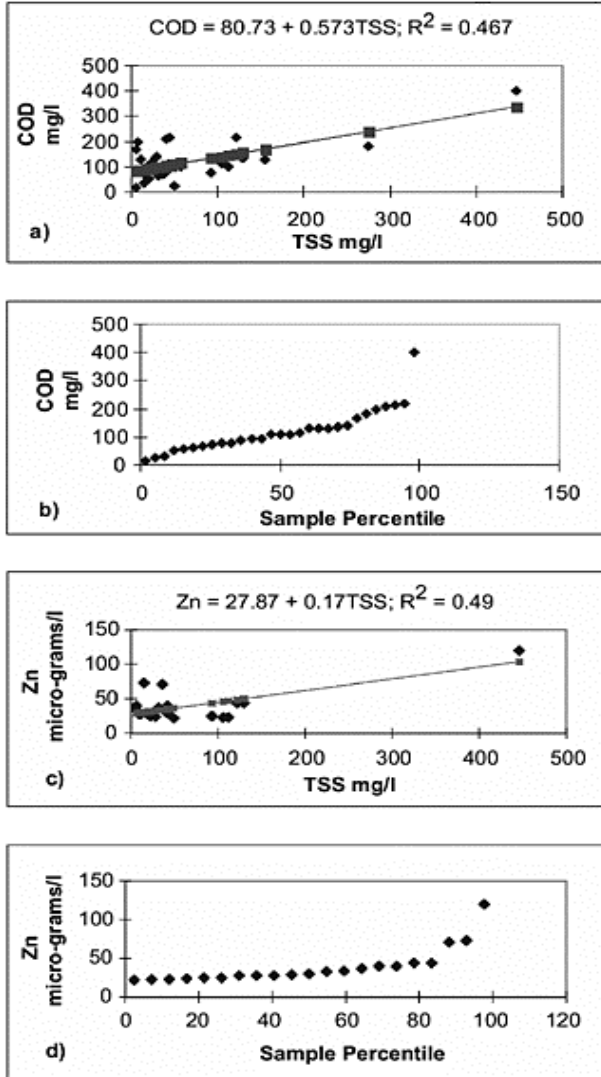 COD = 80.73 + 0.573TSS; R² = 0.467
500
400
300
200
100
0
COD
mg/l
0 100 200 300 400 500
TSS mg/l
a)
500
400
300
200
100
0
COD
mg/l
0 50 100 150
Sample Percentile
b)
Zn = 27.87 + 0.17TSS; R² = 0.49
150
100
50
0
Zn
micro-grams/l
0 100 200 300 400 500
TSS mg/l
c)
150
100
50
0
Zn
micro-grams/l
0 20 40 60 80 100 120
Sample Percentile
d)